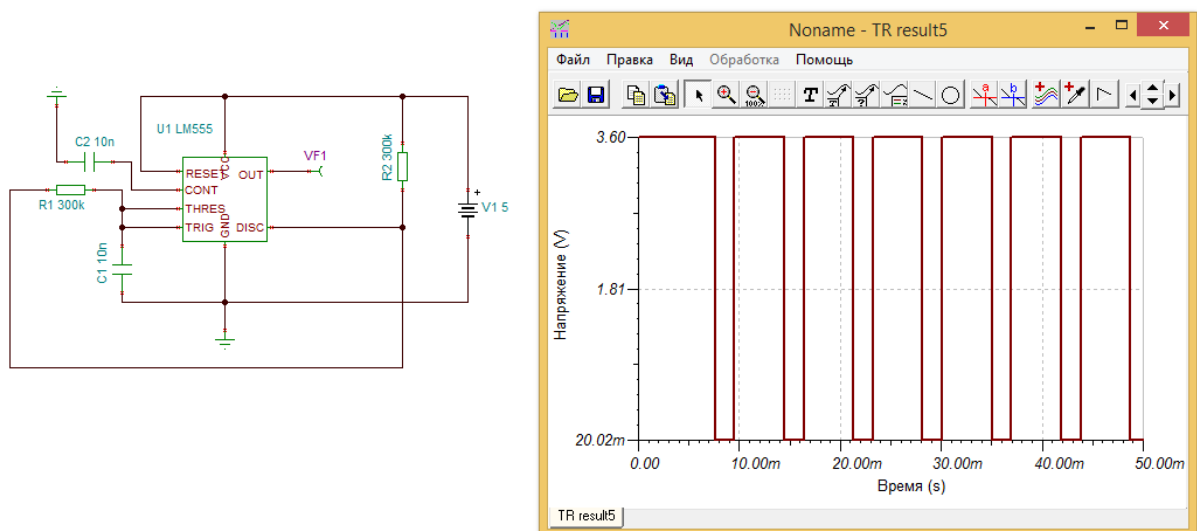 C2 10n
U1 LM555
RESET
CONT
THRES
TRIG
VCC
GND
OUT
DISC
VF1
R2 300k
V1 5
+
R1 300k
C1 10n
Noname - TR result5
Файл Правка Вид Обработка Помощь
100%
T
a
b
3.60
1.81
20.02m
Напряжение (V)
0.00 10.00m 20.00m 30.00m 40.00m 50.00m
Время (s)
TR result5